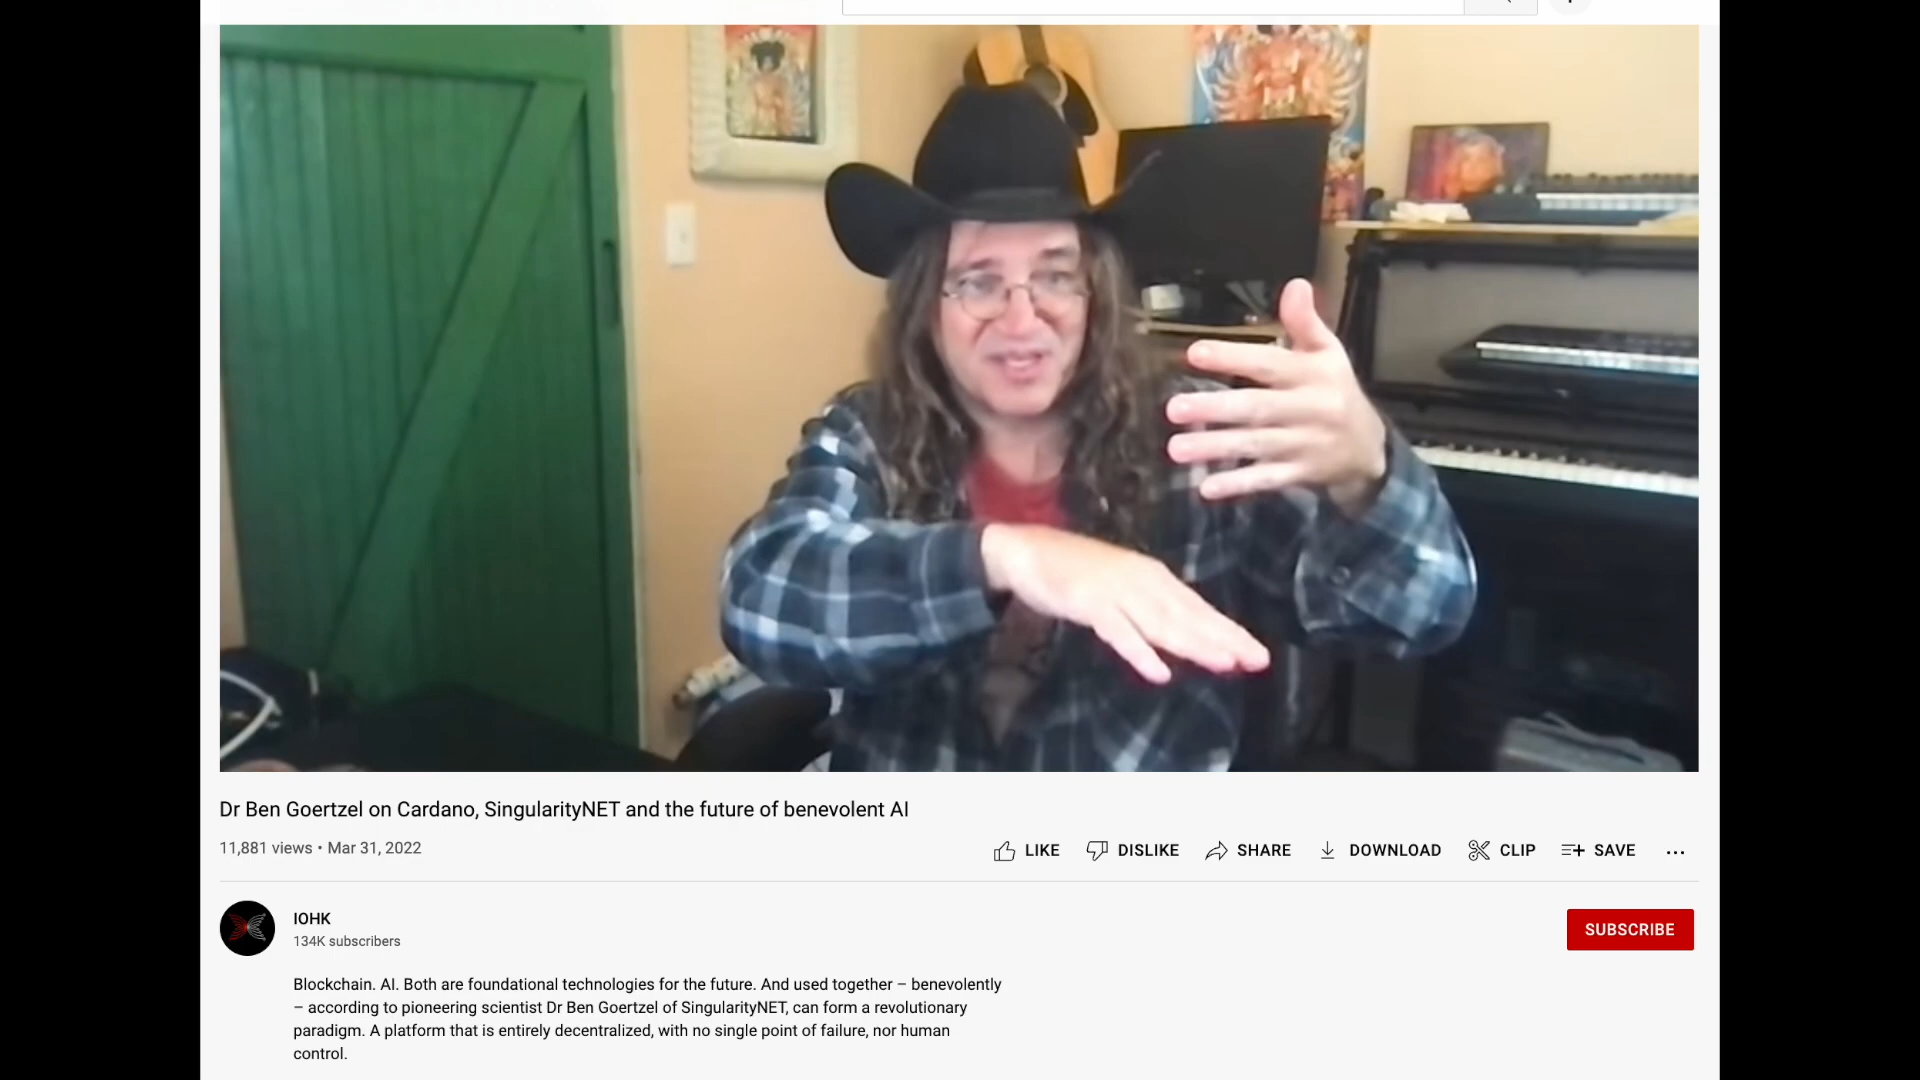 Dr Ben Goertzel on Cardano, SingularityNET and the future of benevolent AI
11,881 views • Mar 31, 2022
LIKE
DISLIKE
SHARE
DOWNLOAD
CLIP
SAVE
IOHK
134K subscribers
SUBSCRIBE
Blockchain. AI. Both are foundational technologies for the future. And used together – benevolently
– according to pioneering scientist Dr Ben Goertzel of SingularityNET, can form a revolutionary
paradigm. A platform that is entirely decentralized, with no single point of failure, nor human
control.